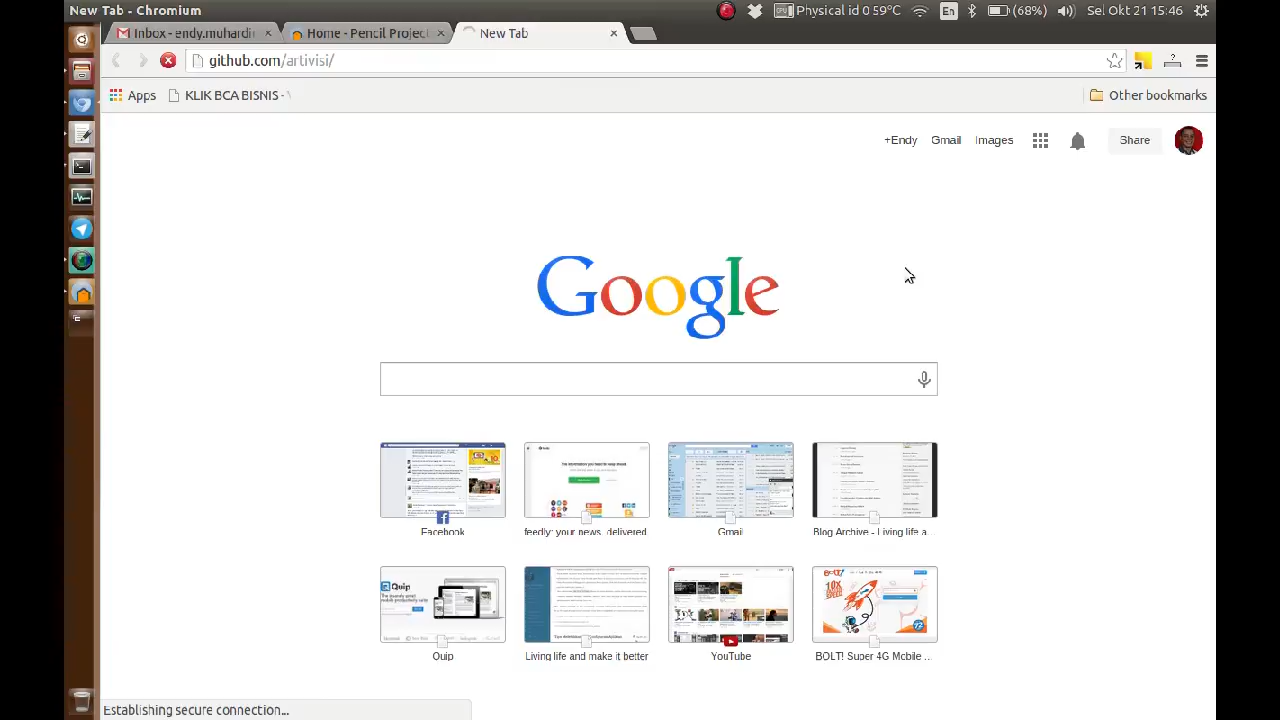 New Tab - Chromium
Physical id 0 59°C
En
(68%)
Sel Okt 21 15:46
Inbox - endy.muhardin
Home - Pencil Project
New Tab
github.com/artivisi/
Apps
KLIK BCA BISNIS -
Other bookmarks
+Endy
Gmail
Images
Share
Google
Facebook
feedly: your news, delivered.
Gmail
Blog Archive - Living life a...
Quip
Quip
Living life and make it better
YouTube
BOLT! Super 4G Mobile ...
Establishing secure connection...